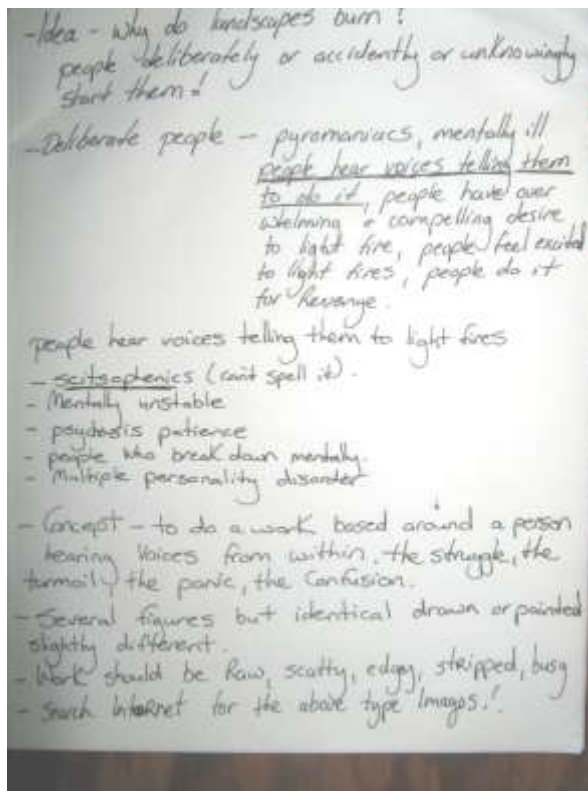 - Idea - why do landscapes burn?
people deliberately or accidently or unknowingly
start them!
- Deliberate people - pyromaniacs, mentally ill
people hear voices telling them
to do it, people have over
whelming & compelling desire
to light fire, people feel excited
to light fires, people do it
for Revenge.
people hear voices telling them to light fires
- scitsophenics (can't spell it).
- Mentally unstable
- psychosis patience
- people who break down mentally.
- Multiple personality disorder
- Concept - to do a work based around a person
hearing Voices from within, the struggle, the
turmoil, the panic, the Confusion.
- Several figures but identical drawn or painted
slightly different.
- Work should be Raw, scatty, edgey, stripped, busy
- Search InteRnet for the above type Images!